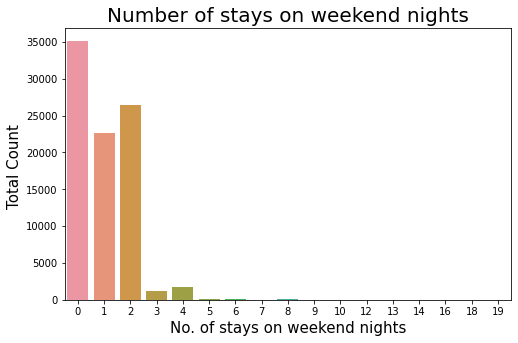 Number of stays on weekend nights
Total Count
35000
30000
25000
20000
15000
10000
5000
0
0 1 2 3 4 5 6 7 8 9 10 12 13 14 16 18 19
No. of stays on weekend nights